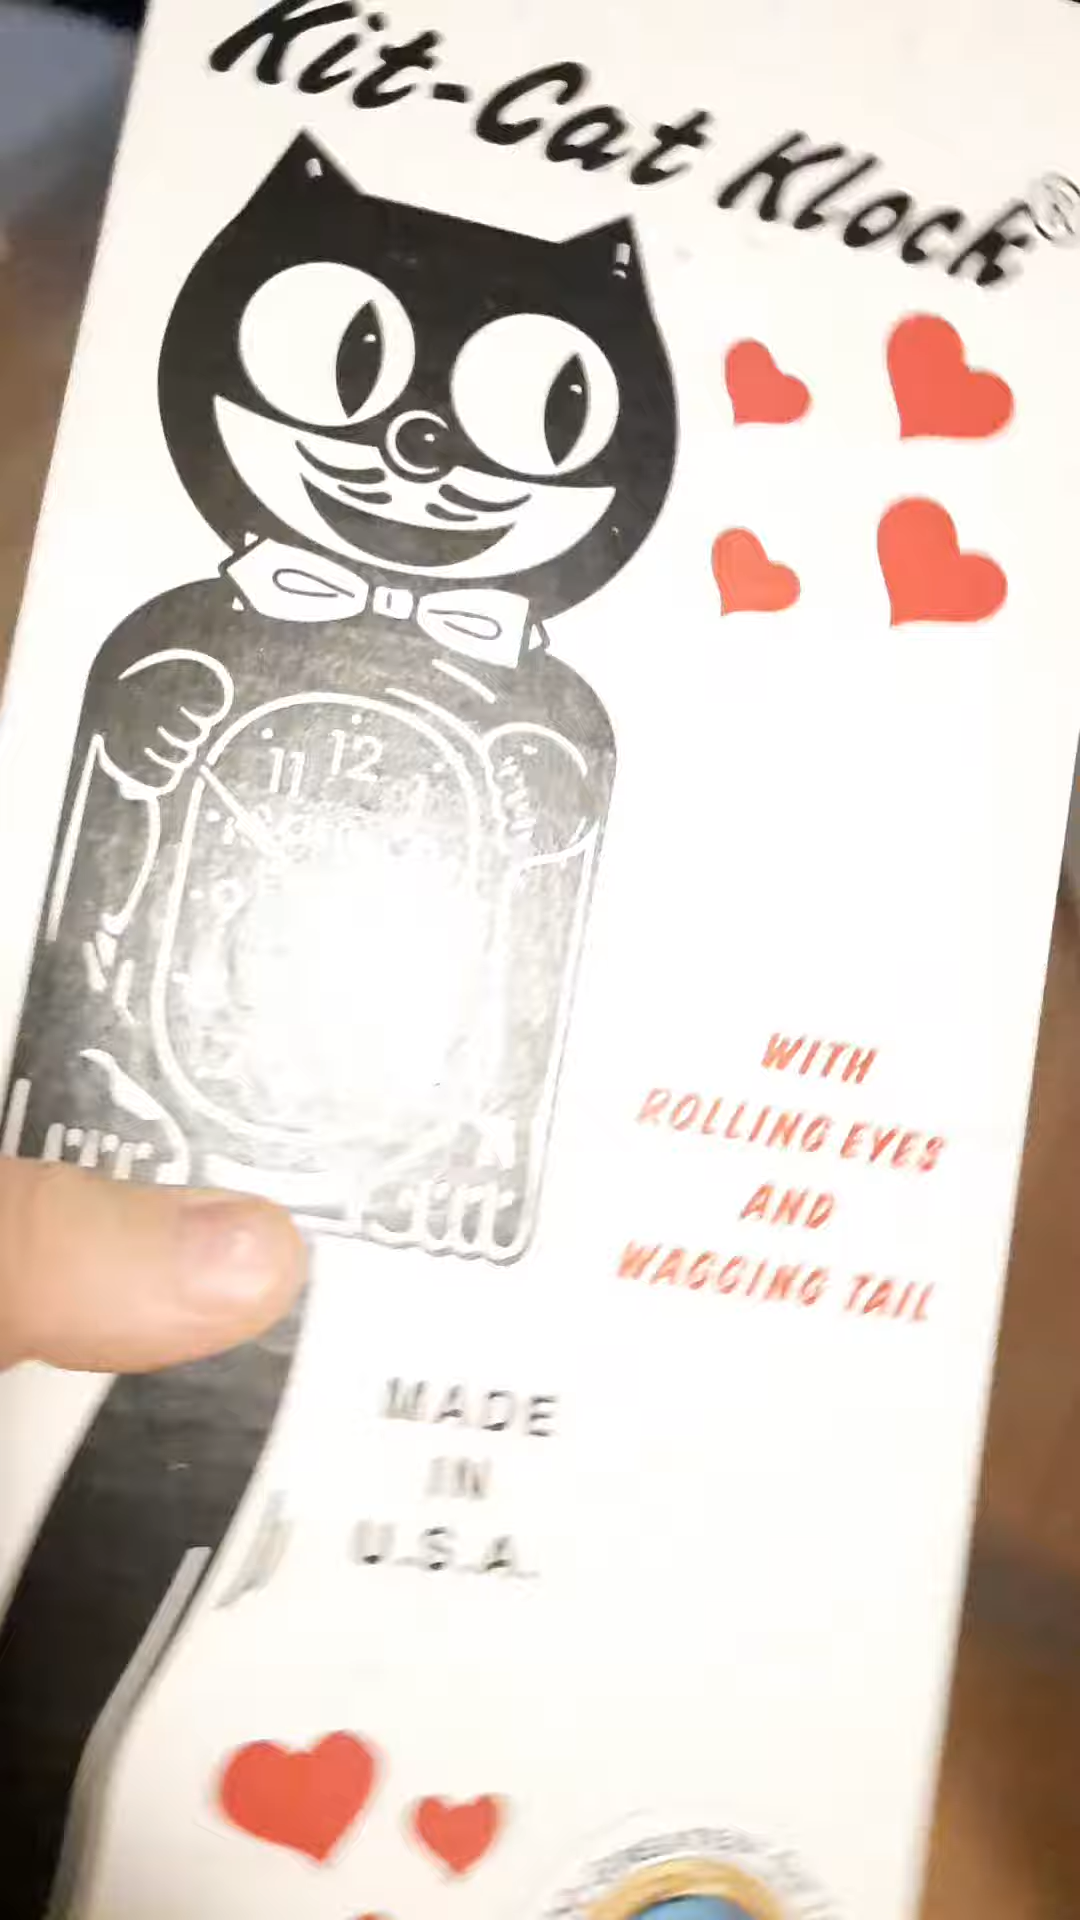 Kit-Cat Klock®
11 12
WITH
ROLLING EYES
AND
WAGGING TAIL
MADE
IN
U.S.A.